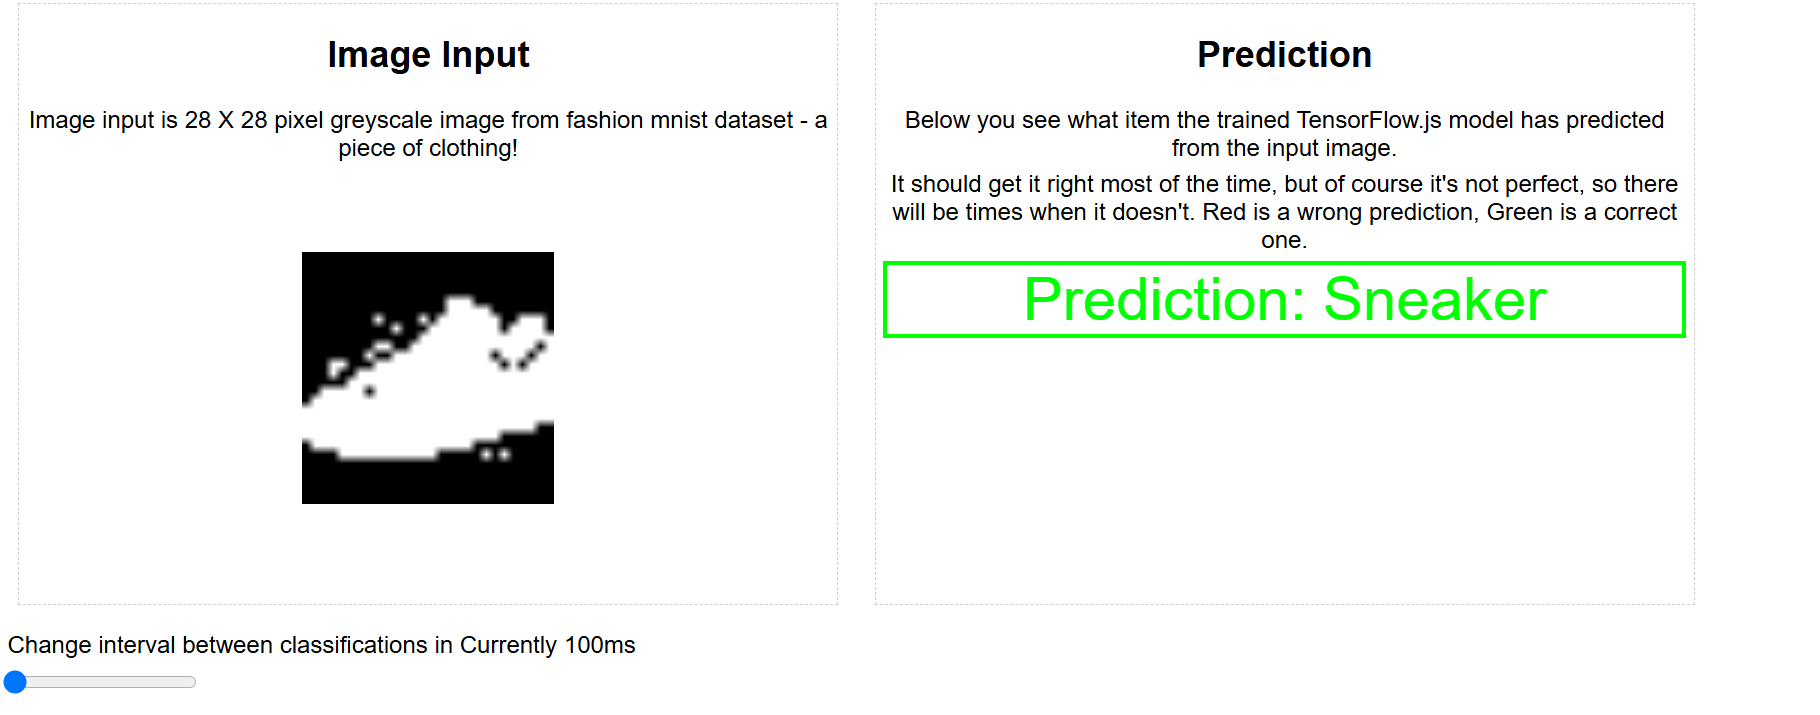 Image Input
Image input is 28 X 28 pixel greyscale image from fashion mnist dataset - a
piece of clothing!
Prediction
Below you see what item the trained TensorFlow.js model has predicted
from the input image.
It should get it right most of the time, but of course it's not perfect, so there
will be times when it doesn't. Red is a wrong prediction, Green is a correct
one.
Prediction: Sneaker
Change interval between classifications in Currently 100ms